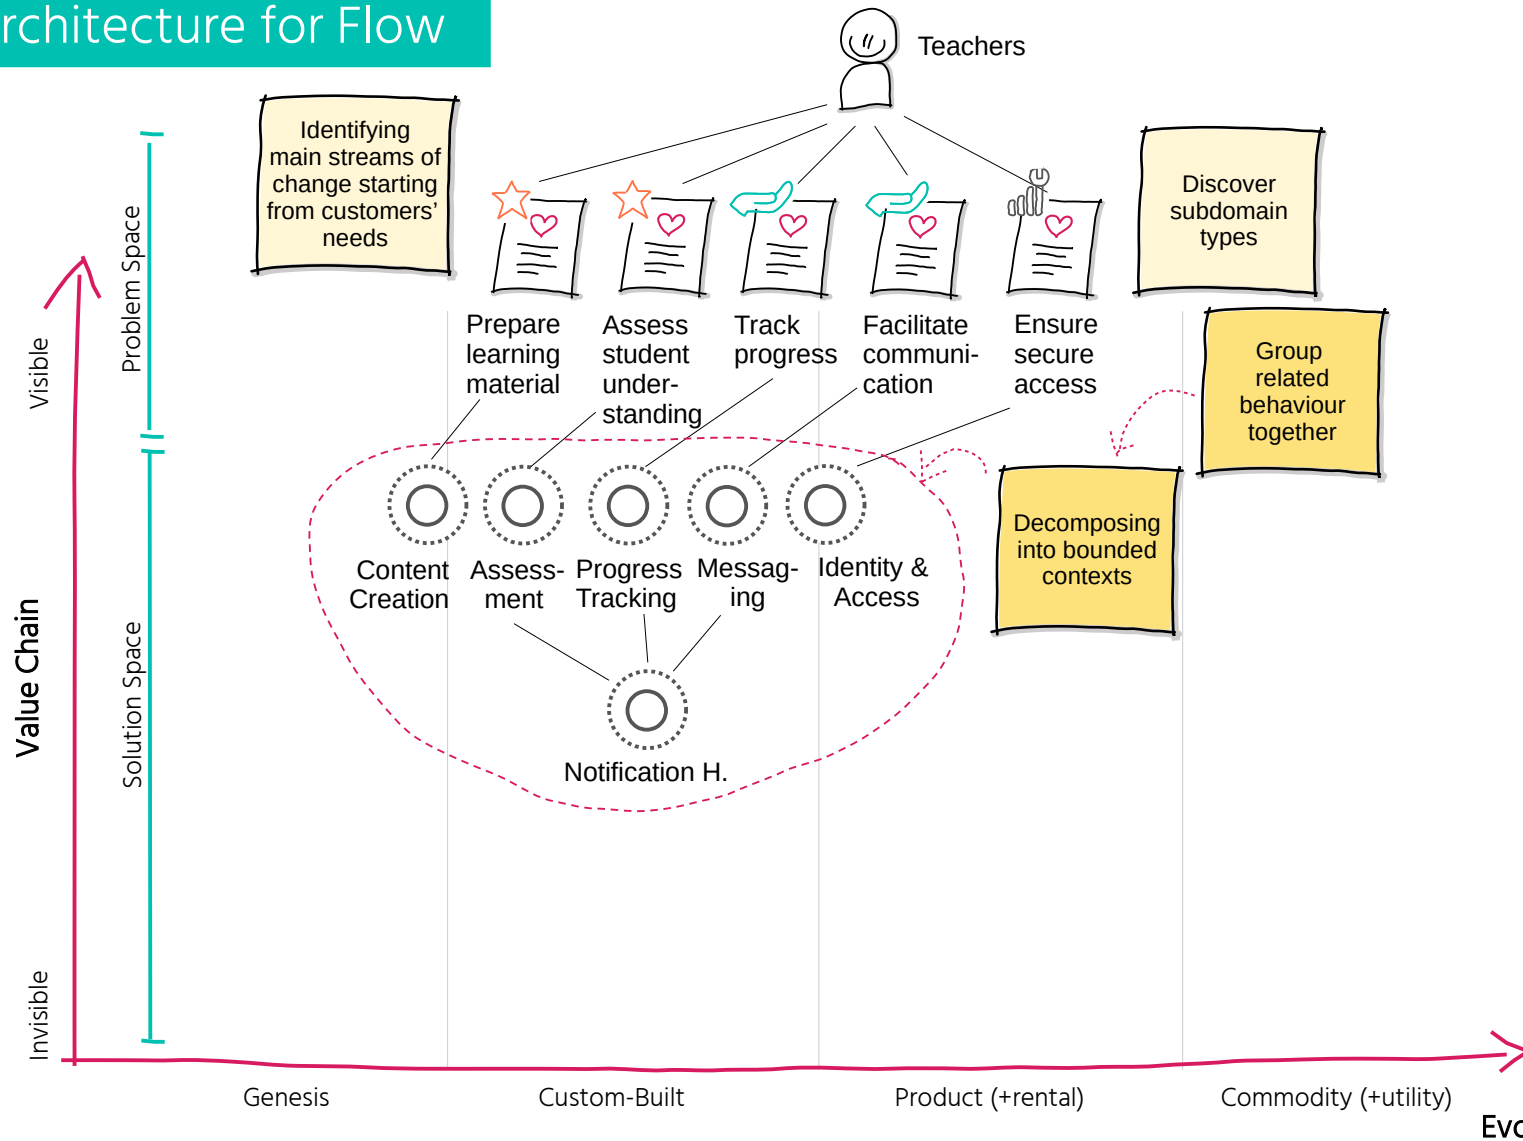 rchitecture for Flow
Teachers
Identifying
main streams of
change starting
from customers'
needs
Discover
subdomain
types
Problem Space
Visible
Prepare
learning
material
Assess
student
under-
standing
Track
progress
Facilitate
communi-
cation
Ensure
secure
access
Group
related
behaviour
together
Decomposing
into bounded
contexts
Content
Creation
Assess-
ment
Progress
Tracking
Messag-
ing
Identity &
Access
Notification H.
Value Chain
Solution Space
Invisible
Genesis
Custom-Built
Product (+rental)
Commodity (+utility)
Evo